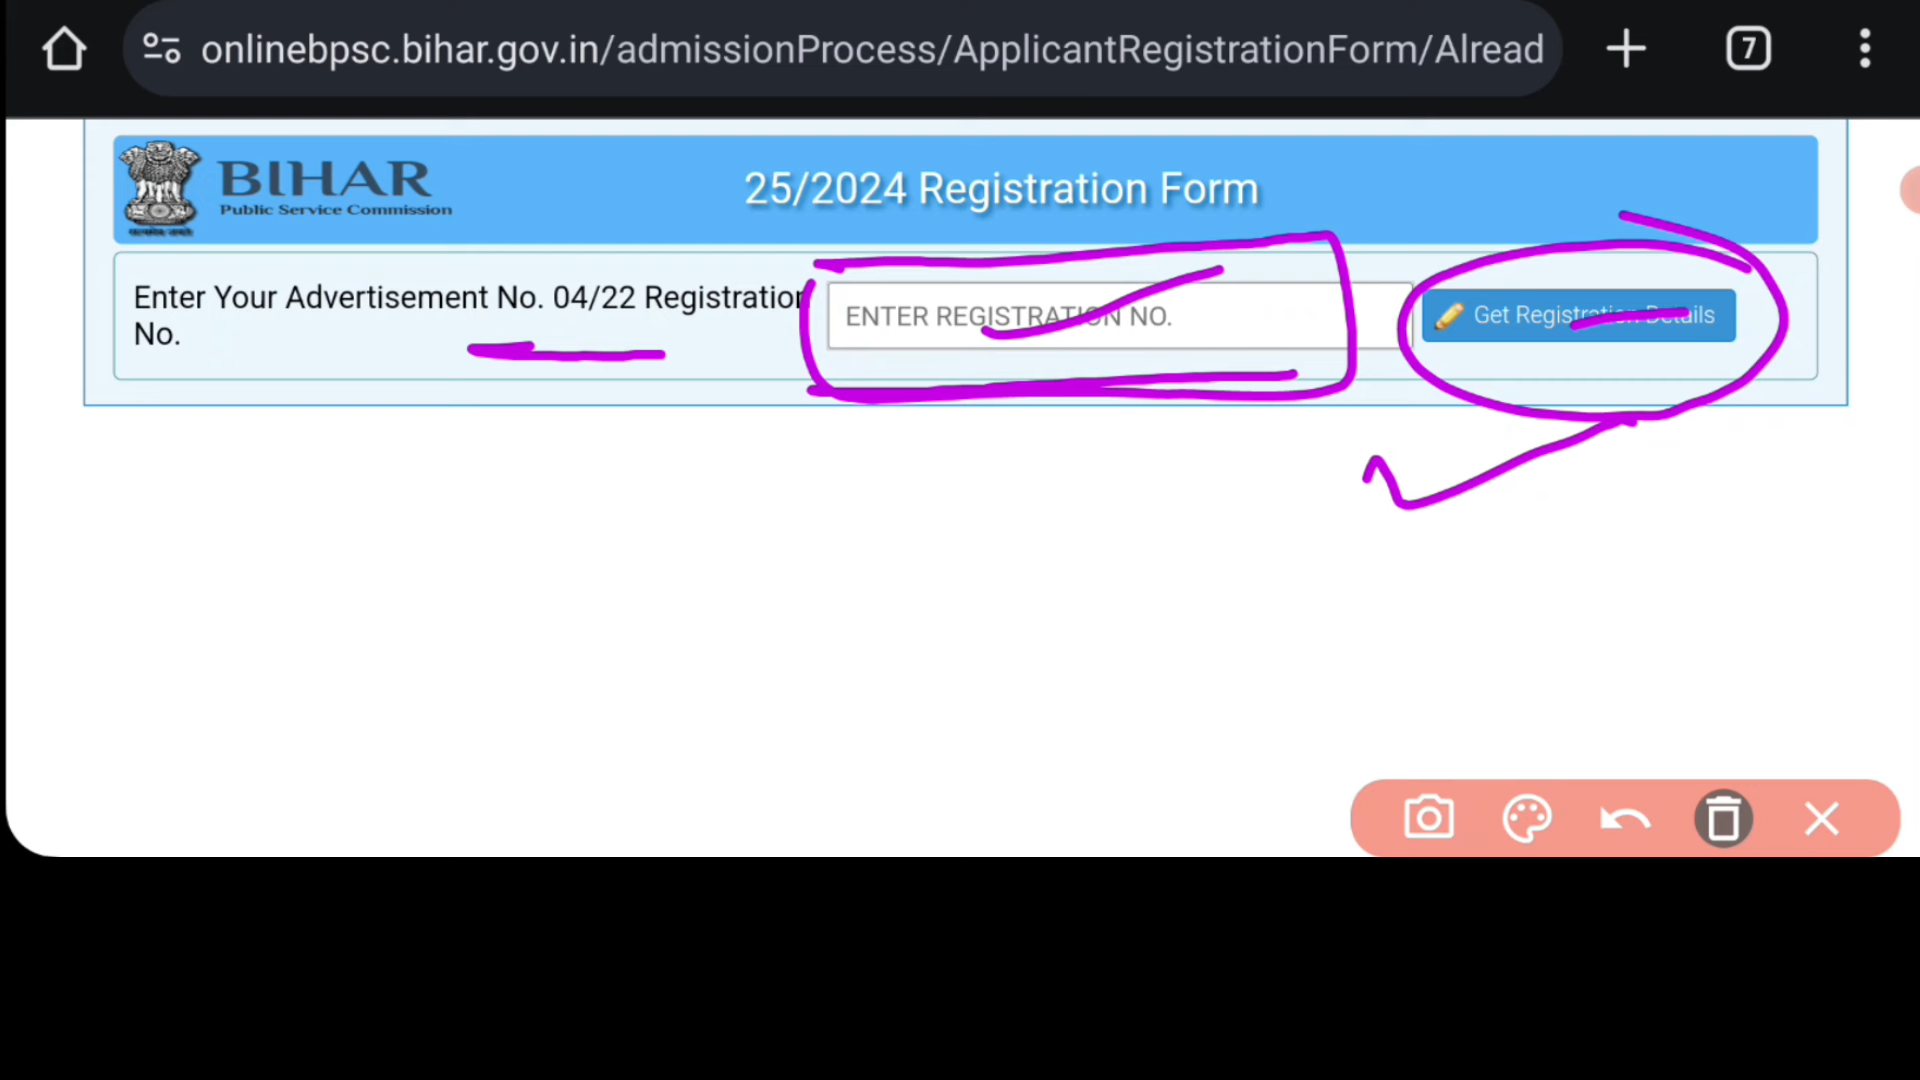 onlinebpsc.bihar.gov.in/admissionProcess/ApplicantRegistrationForm/Alread
7
BIHAR
Public Service Commission
25/2024 Registration Form
Enter Your Advertisement No. 04/22 Registration
No.
ENTER REGISTRATION NO.
Get Registration Details